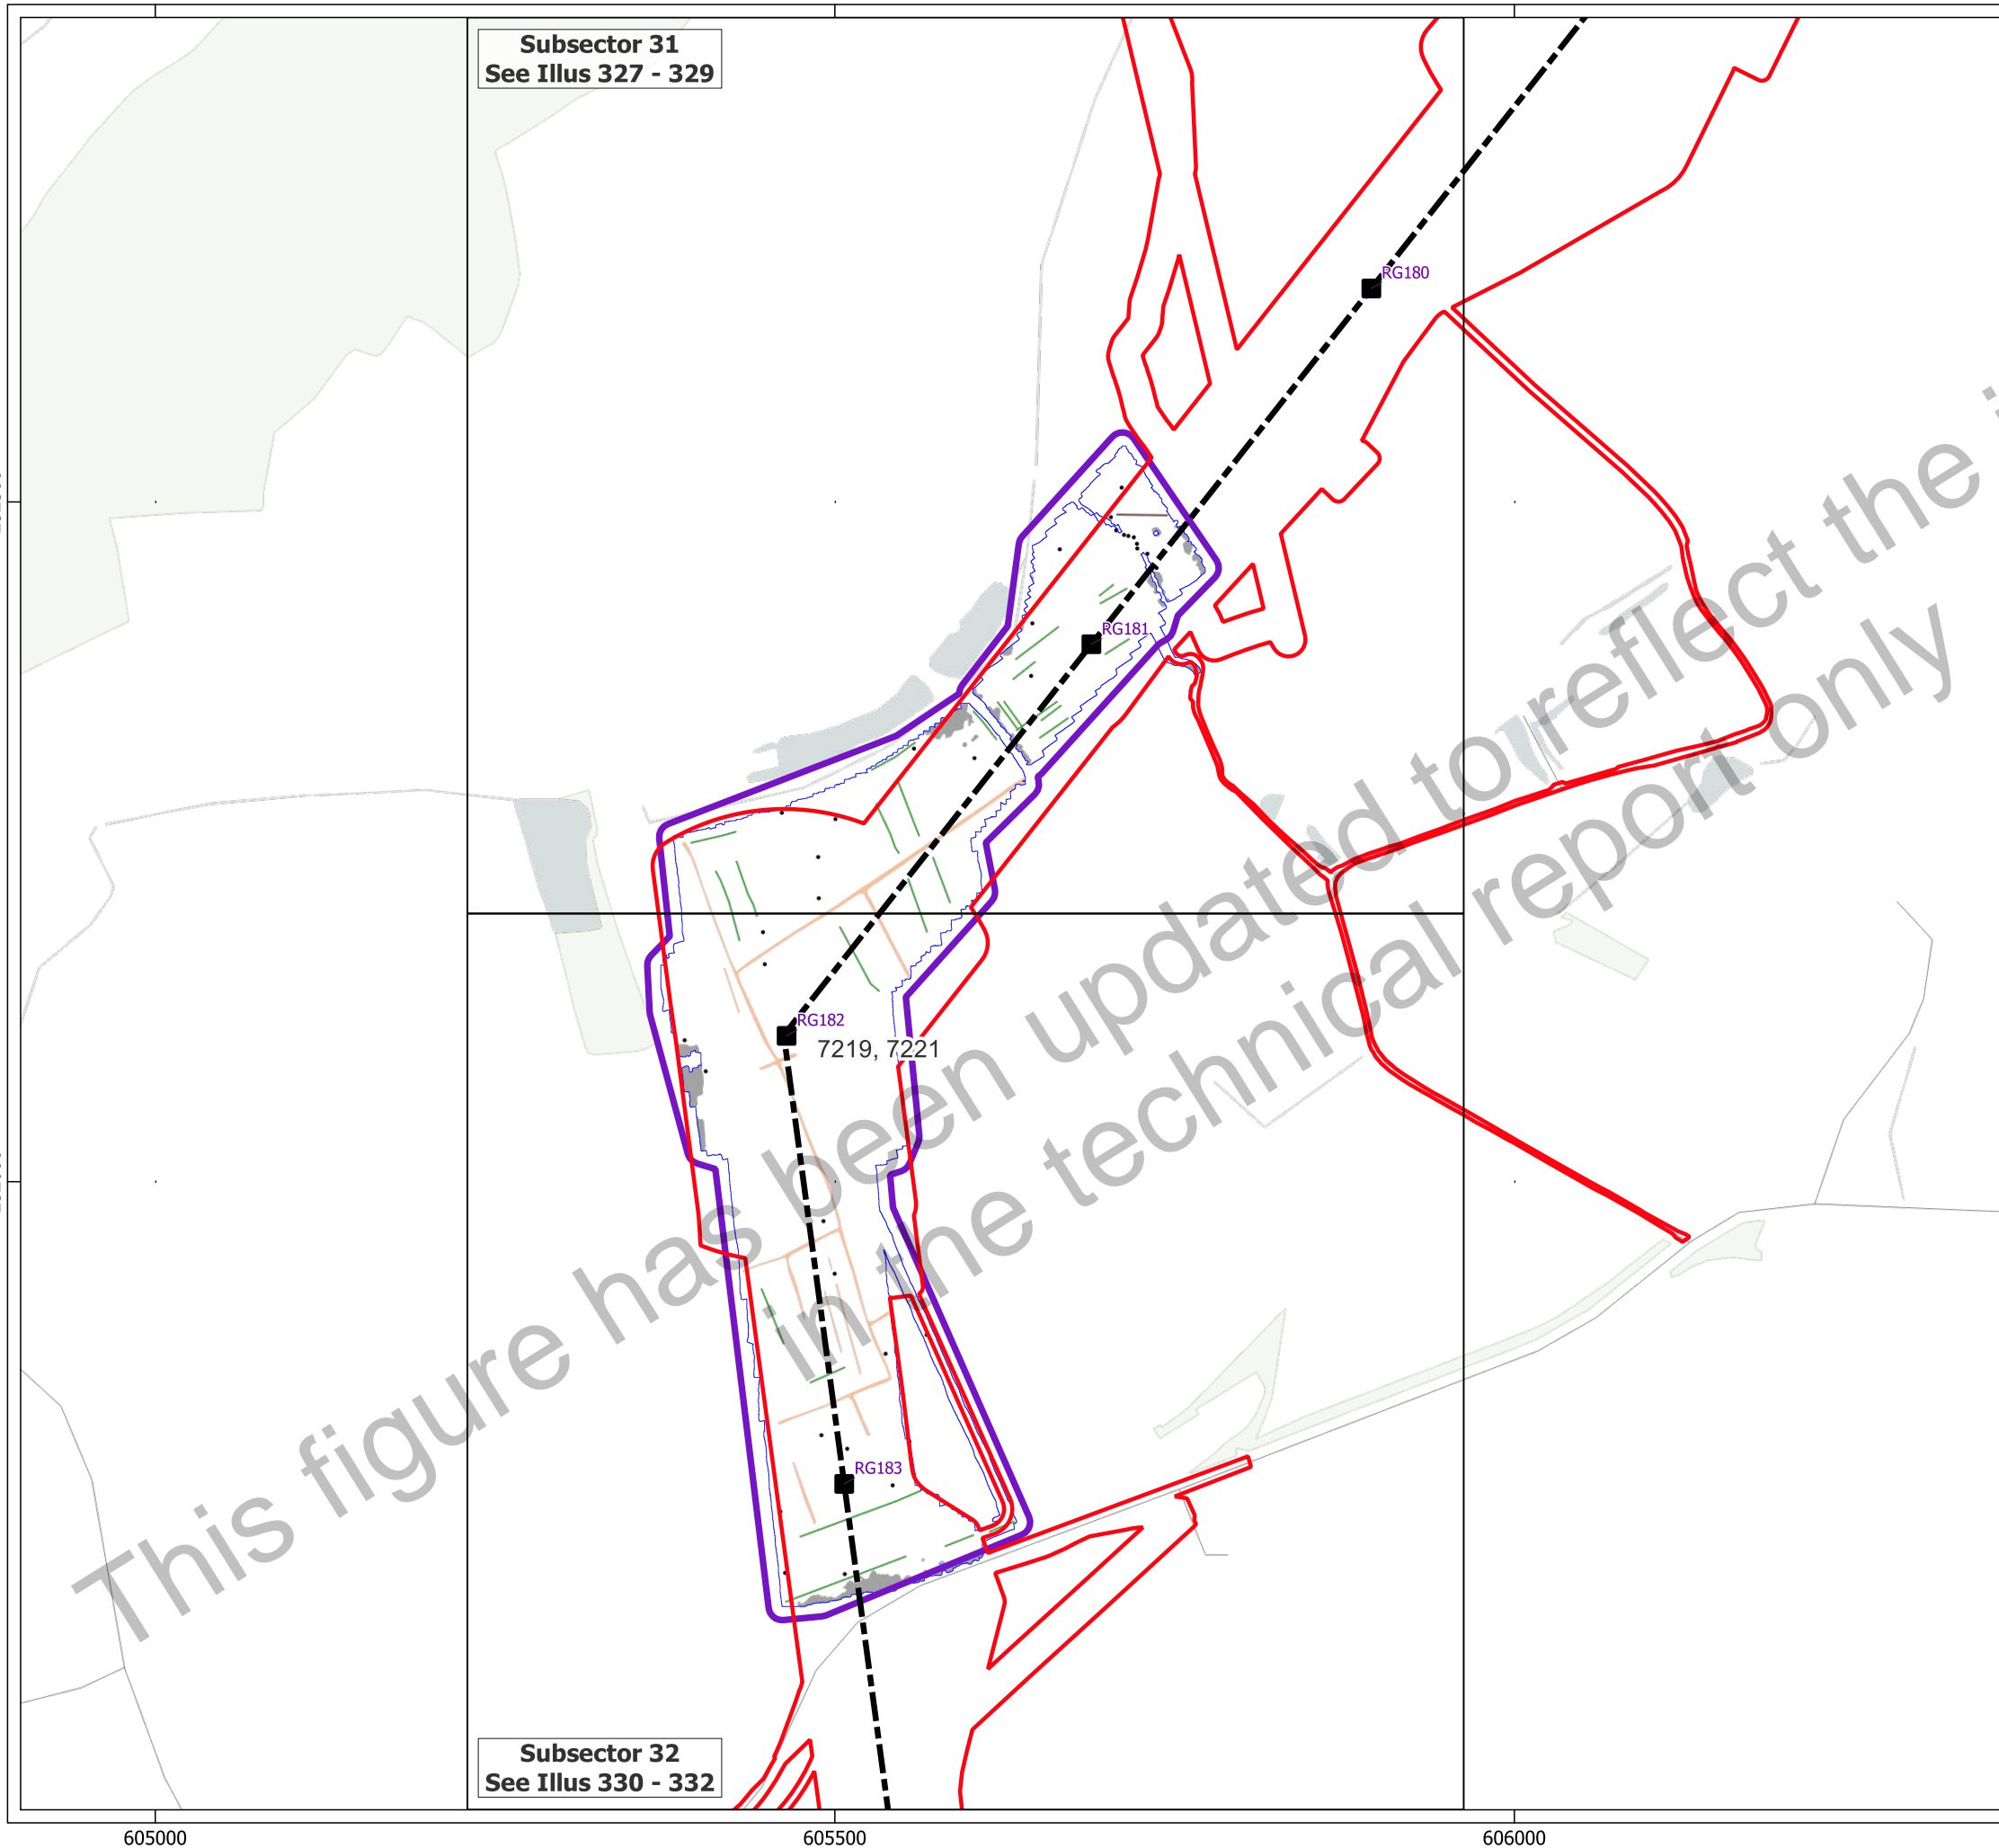 Subsector 31
See Illus 327 - 329
RG180
RG181
RG182
7219, 7221
RG183
This figure has been updated to reflect the
in the technical report only
Subsector 32
See Illus 330 - 332
605000
605500
606000